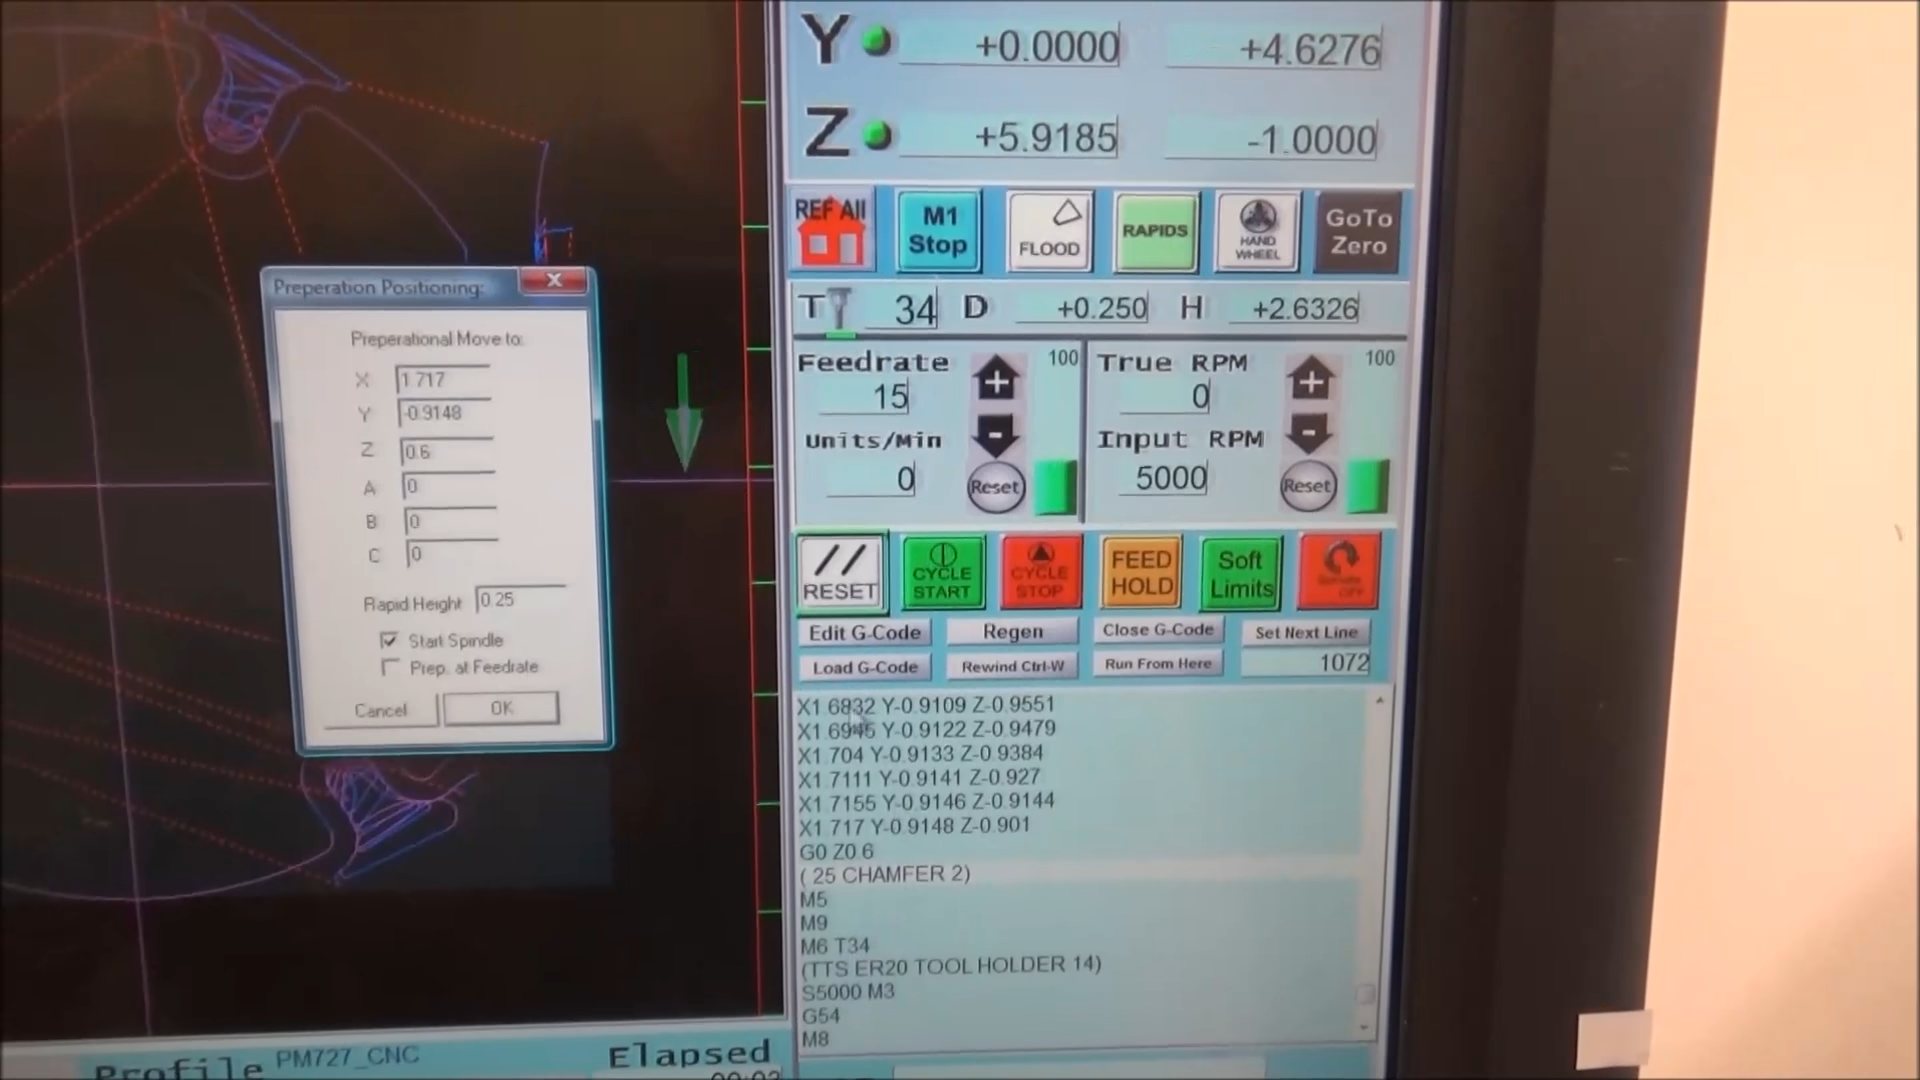 Y +0.0000 +4.6276
Z +5.9185 -1.0000
REF All
M1 Stop
FLOOD
RAPIDS
HAND WHEEL
GoTo Zero
T 34 D +0.250 H +2.6326
Feedrate 100
15
Units/Min
0
Reset
True RPM 100
0
Input RPM
5000
Reset
RESET
CYCLE START
CYCLE STOP
FEED HOLD
Soft Limits
OFF
Edit G-Code Regen Close G-Code Set Next Line
Load G-Code Rewind Ctrl-W Run From Here 1072
X1.6832 Y-0.9109 Z-0.9551
X1.6945 Y-0.9122 Z-0.9479
X1.704 Y-0.9133 Z-0.9384
X1.7111 Y-0.9141 Z-0.927
X1.7155 Y-0.9146 Z-0.9144
X1.717 Y-0.9148 Z-0.901
G0 Z0.6
( 25 CHAMFER 2)
M5
M9
M6 T34
(TTS ER20 TOOL HOLDER 14)
S5000 M3
G54
M8
Preperation Positioning:
Preperational Move to:
X 1.717
Y -0.9148
Z 0.6
A 0
B 0
C 0
Rapid Height 0.25
Start Spindle
Prep. at Feedrate
Cancel OK
Profile PM727_CNC Elapsed